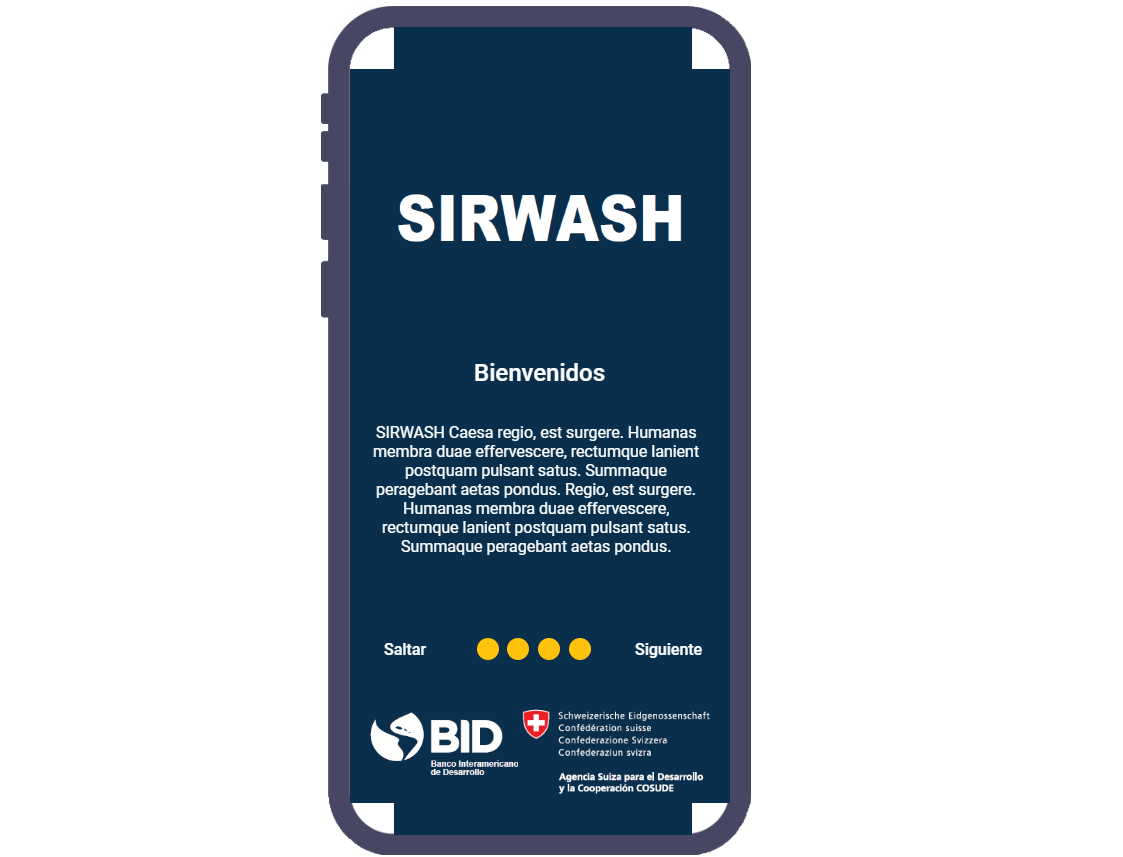 SIRWASH
Bienvenidos
SIRWASH Caesa regio, est surgere. Humanas
membra duae effervescere, rectumque lanient
postquam pulsant satus. Summaque
peragebant aetas pondus. Regio, est surgere.
Humanas membra duae effervescere,
rectumque lanient postquam pulsant satus.
Summaque peragebant aetas pondus.
Saltar
Siguiente
BID
Banco Interamericano
de Desarrollo
Schweizerische Eidgenossenschaft
Confédération suisse
Confederazione Svizzera
Confederaziun svizra
Agencia Suiza para el Desarrollo
y la Cooperación COSUDE